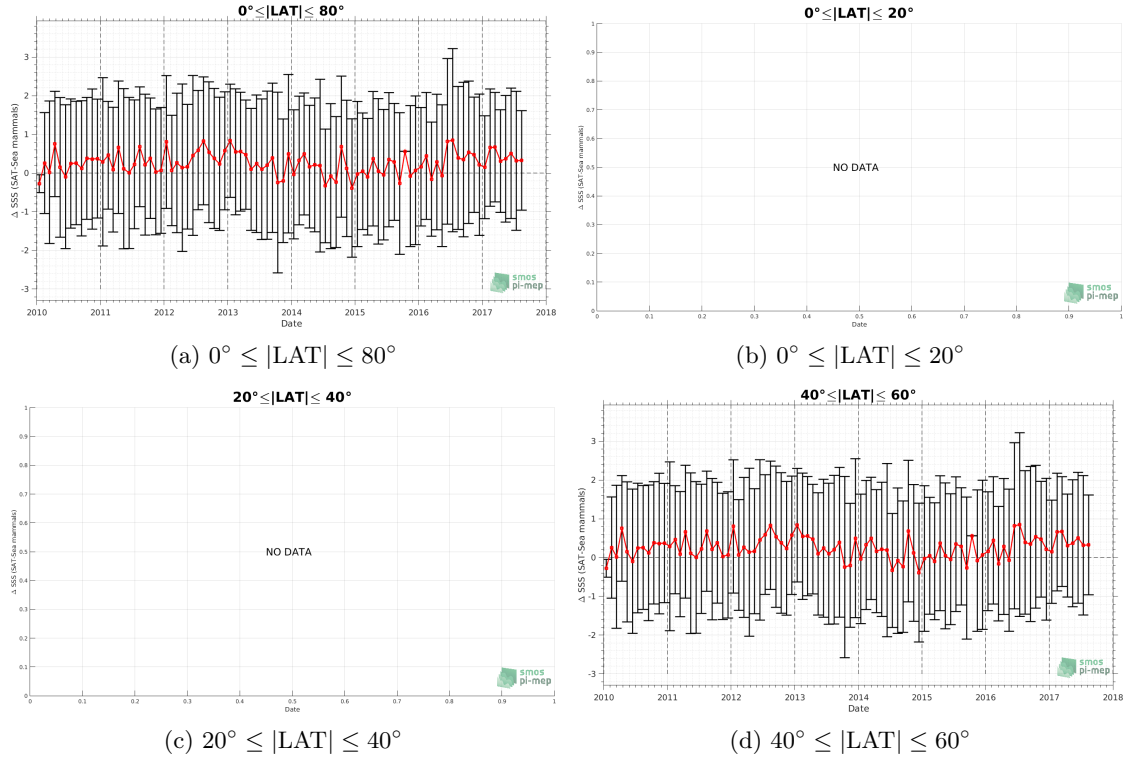 0°≤|LAT|≤ 80°
Δ SSS (SAT-Sea mammals)
3
2
1
0
-1
-2
-3
2010 2011 2012 2013 2014 2015 2016 2017 2018
Date
smos
pi-mep
(a) 0° ≤ |LAT| ≤ 80°
0°≤|LAT|≤ 20°
Δ SSS (SAT-Sea mammals)
1
0.9
0.8
0.7
0.6
0.5
0.4
0.3
0.2
0.1
0
NO DATA
0 0.1 0.2 0.3 0.4 0.5 0.6 0.7 0.8 0.9 1
Date
smos
pi-mep
(b) 0° ≤ |LAT| ≤ 20°
20°≤|LAT|≤ 40°
Δ SSS (SAT-Sea mammals)
1
0.9
0.8
0.7
0.6
0.5
0.4
0.3
0.2
0.1
0
NO DATA
0 0.1 0.2 0.3 0.4 0.5 0.6 0.7 0.8 0.9 1
Date
smos
pi-mep
(c) 20° ≤ |LAT| ≤ 40°
40°≤|LAT|≤ 60°
Δ SSS (SAT-Sea mammals)
3
2
1
0
-1
-2
-3
2010 2011 2012 2013 2014 2015 2016 2017 2018
Date
smos
pi-mep
(d) 40° ≤ |LAT| ≤ 60°